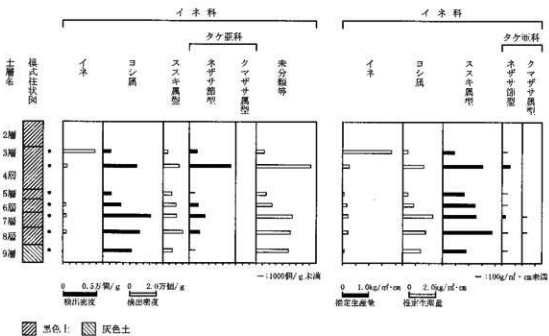 イネ科
タケ亜科
土層名
模式柱状図
イネ
ヨシ属
ススキ属型
ネザサ節型
クマザサ属型
未分類等
イネ科
タケ亜科
イネ
ヨシ属
ススキ属型
ネザサ節型
クマザサ属型
2層
3層
4層
5層
6層
7層
8層
9層
─:1000個/g未満
─:100g/㎡・cm未満
0 0.5万個/g
検出密度
0 2.0万個/g
検出密度
0 1.0kg/㎡・cm
推定生産量
0 2.0kg/㎡・cm
推定生産量
黒色土
灰色土